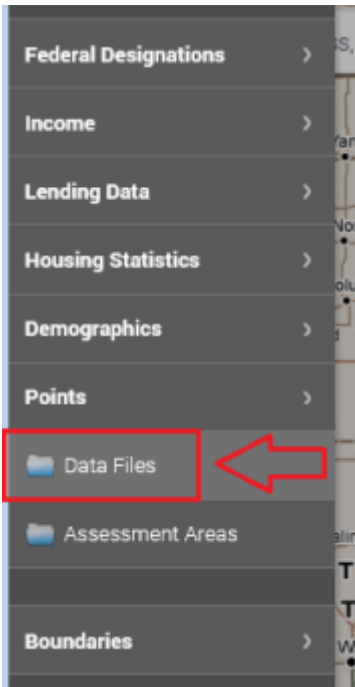 Federal Designations
Income
Lending Data
Housing Statistics
Demographics
Points
Data Files
Assessment Areas
Boundaries